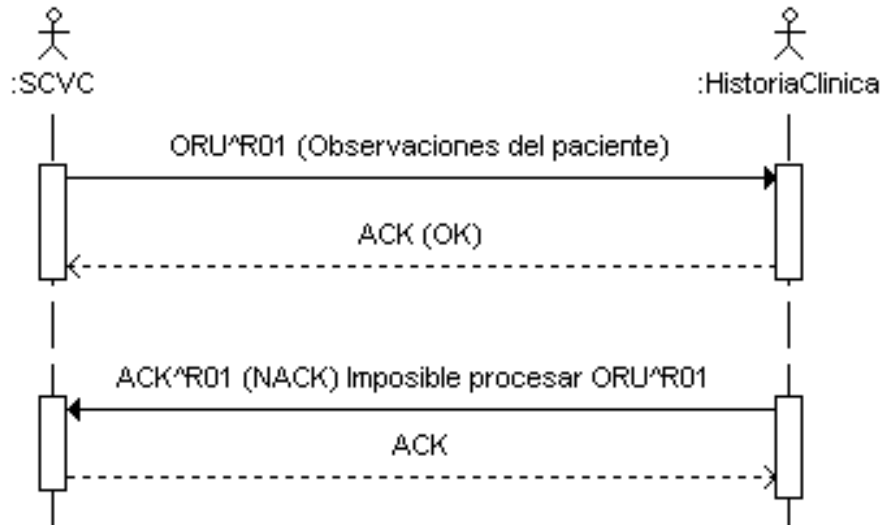 :SCVC
:HistoriaClinica
ORU^R01 (Observaciones del paciente)
ACK (OK)
ACK^R01 (NACK) Imposible procesar ORU^R01
ACK